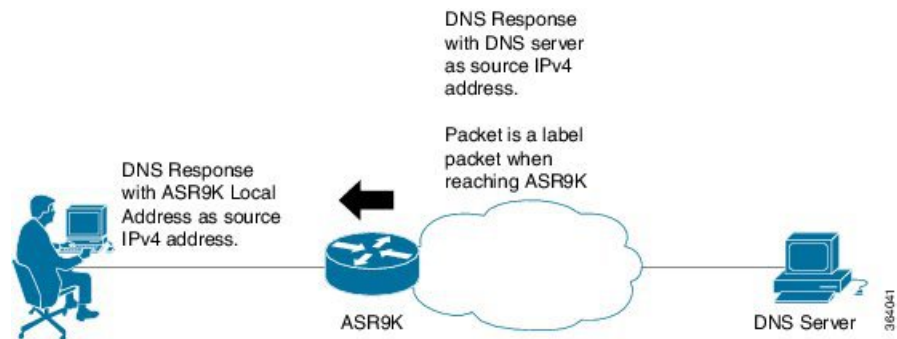 DNS Response
with DNS server
as source IPv4
address.
Packet is a label
packet when
reaching ASR9K
DNS Response
with ASR9K Local
Address as source
IPv4 address.
ASR9K
DNS Server
364041